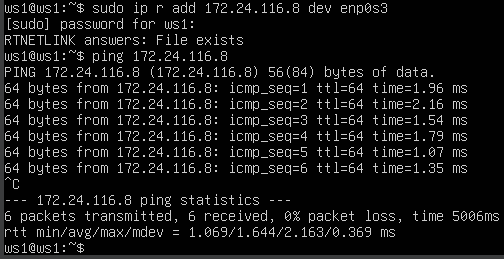 ws1@ws1:~$ sudo ip r add 172.24.116.8 dev enp0s3
[sudo] password for ws1:
RTNETLINK answers: File exists
ws1@ws1:~$ ping 172.24.116.8
PING 172.24.116.8 (172.24.116.8) 56(84) bytes of data.
64 bytes from 172.24.116.8: icmp_seq=1 ttl=64 time=1.96 ms
64 bytes from 172.24.116.8: icmp_seq=2 ttl=64 time=2.16 ms
64 bytes from 172.24.116.8: icmp_seq=3 ttl=64 time=1.54 ms
64 bytes from 172.24.116.8: icmp_seq=4 ttl=64 time=1.79 ms
64 bytes from 172.24.116.8: icmp_seq=5 ttl=64 time=1.07 ms
64 bytes from 172.24.116.8: icmp_seq=6 ttl=64 time=1.35 ms
^C
--- 172.24.116.8 ping statistics ---
6 packets transmitted, 6 received, 0% packet loss, time 5006ms
rtt min/avg/max/mdev = 1.069/1.644/2.163/0.369 ms
ws1@ws1:~$